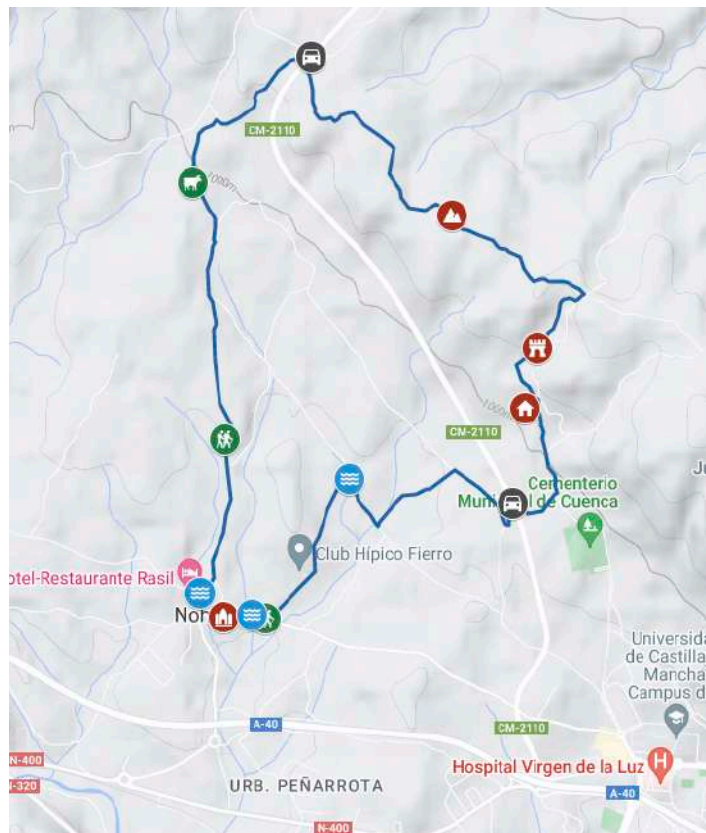 CM-2110
1000m
1000m
CM-2110
Cementerio
Municipal de Cuenca
Club Hípico Fierro
otel-Restaurante Rasil
Universida
de Castilla
Mancha
Campus d
A-40
CM-2110
N-400
Hospital Virgen de la Luz
H
N-320
URB. PEÑARROTA
A-40
N-400